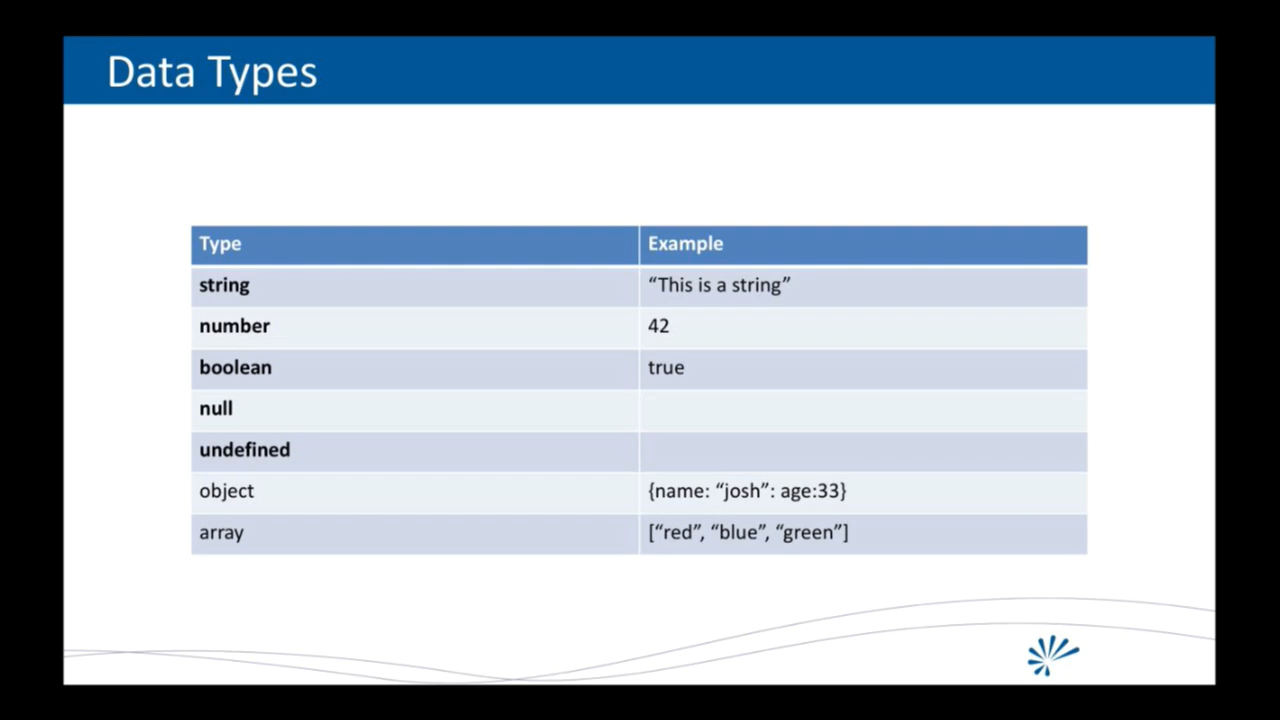 Data Types
Type Example
string “This is a string”
number 42
boolean true
null
undefined
object {name: “josh”: age:33}
array [“red”, “blue”, “green”]